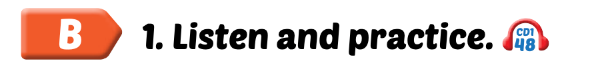 B 1. Listen and practice. CD1 48